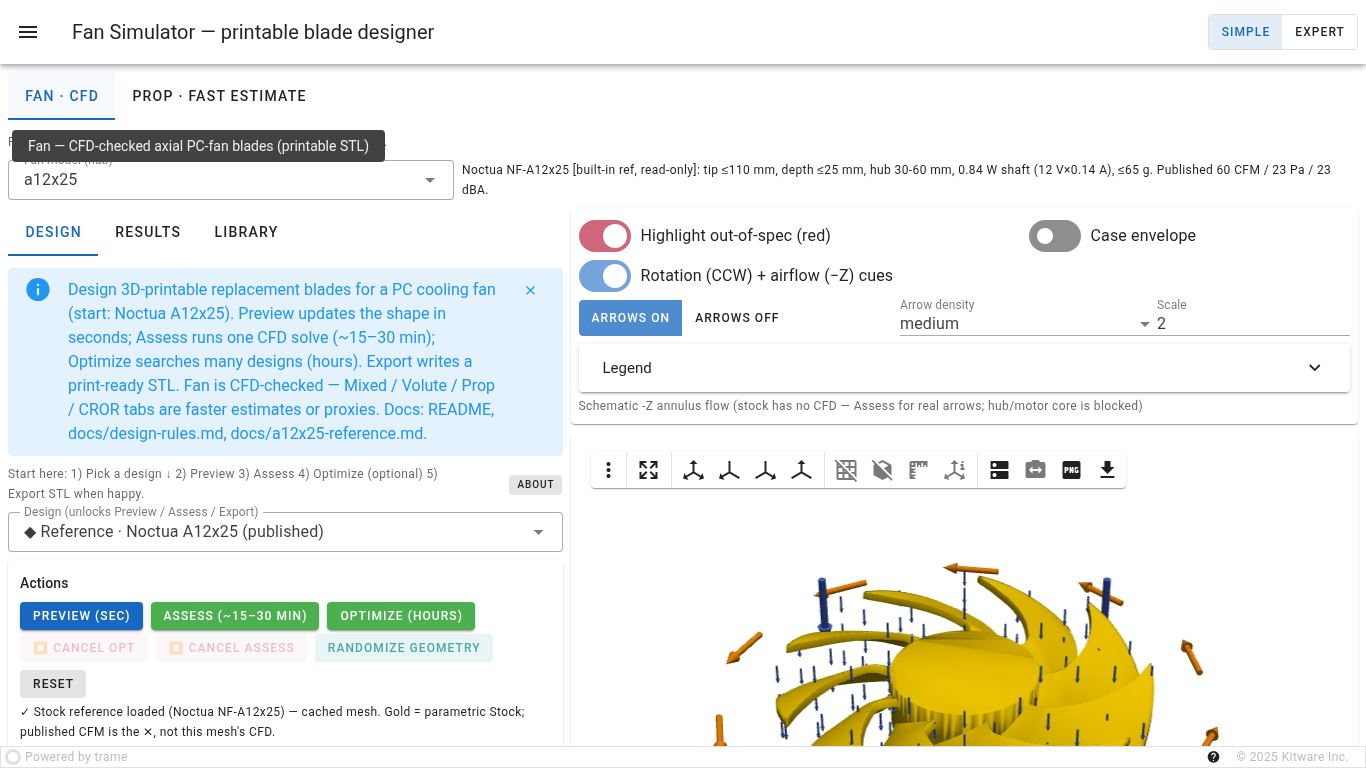 Fan Simulator — printable blade designer
SIMPLE
EXPERT
FAN · CFD
PROP · FAST ESTIMATE
Fan — CFD-checked axial PC-fan blades (printable STL)
a12x25
Noctua NF-A12x25 [built-in ref, read-only]: tip ≤110 mm, depth ≤25 mm, hub 30-60 mm, 0.84 W shaft (12 V×0.14 A), ≤65 g. Published 60 CFM / 23 Pa / 23
dBA.
DESIGN
RESULTS
LIBRARY
Design 3D-printable replacement blades for a PC cooling fan
(start: Noctua A12x25). Preview updates the shape in
seconds; Assess runs one CFD solve (~15–30 min);
Optimize searches many designs (hours). Export writes a
print-ready STL. Fan is CFD-checked — Mixed / Volute / Prop
/ CROR tabs are faster estimates or proxies. Docs: README,
docs/design-rules.md, docs/a12x25-reference.md.
Start here: 1) Pick a design ↓ 2) Preview 3) Assess 4) Optimize (optional) 5)
Export STL when happy.
ABOUT
Design (unlocks Preview / Assess / Export)
◆ Reference · Noctua A12x25 (published)
Actions
PREVIEW (SEC)
ASSESS (~15–30 MIN)
OPTIMIZE (HOURS)
CANCEL OPT
CANCEL ASSESS
RANDOMIZE GEOMETRY
RESET
✓ Stock reference loaded (Noctua NF-A12x25) — cached mesh. Gold = parametric Stock;
published CFM is the ✕, not this mesh's CFD.
Highlight out-of-spec (red)
Case envelope
Rotation (CCW) + airflow (−Z) cues
ARROWS ON
ARROWS OFF
Arrow density
medium
Scale
2
Legend
Schematic -Z annulus flow (stock has no CFD — Assess for real arrows; hub/motor core is blocked)
PNG
Powered by trame
© 2025 Kitware Inc.